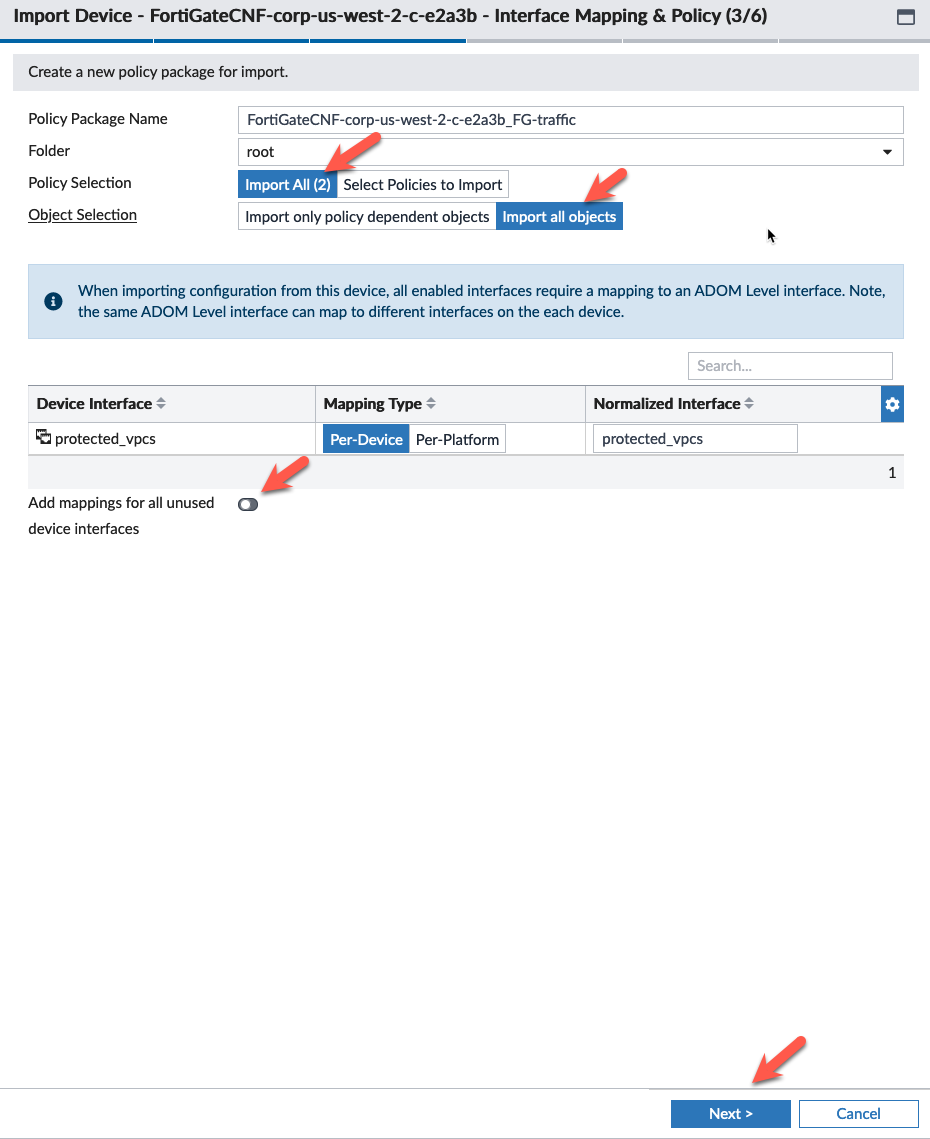 Import Device - FortiGateCNF-corp-us-west-2-c-e2a3b - Interface Mapping & Policy (3/6)
Create a new policy package for import.
Policy Package Name
FortiGateCNF-corp-us-west-2-c-e2a3b_FG-traffic
Folder
root
Policy Selection
Import All (2) Select Policies to Import
Object Selection
Import only policy dependent objects Import all objects
When importing configuration from this device, all enabled interfaces require a mapping to an ADOM Level interface. Note,
the same ADOM Level interface can map to different interfaces on the each device.
Search...
Device Interface Mapping Type Normalized Interface
protected_vpcs Per-Device Per-Platform protected_vpcs
1
Add mappings for all unused
device interfaces
Next > Cancel